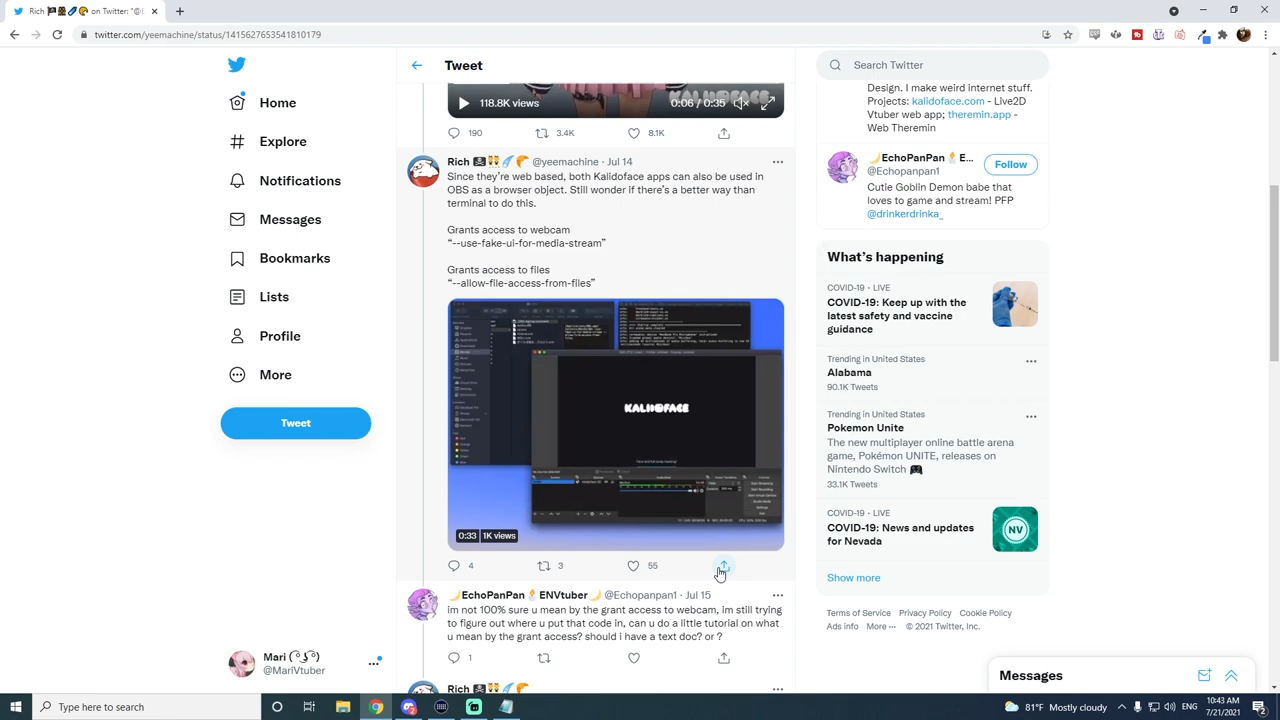 Rich on Twitter: "@E
twitter.com/yeemachine/status/1415627653541810179
Home
Explore
Notifications
Messages
Bookmarks
Lists
Profile
More
Tweet
Mari ( ͡° ͜ʖ ͡°)
@MariVtuber
Tweet
118.8K views
0:06 / 0:35
190
3.4K
8.1K
Rich @yeemachine · Jul 14
Since they're web based, both Kalidoface apps can also be used in
OBS as a browser object. Still wonder if there's a better way than
terminal to do this.
Grants access to webcam
"--use-fake-ui-for-media-stream"
Grants access to files
"--allow-file-access-from-files"
KALIDOFACE
0:33 1K views
4
3
55
EchoPanPan ENVtuber @Echopanpan1 · Jul 15
im not 100% sure u mean by the grant access to webcam, im still trying
to figure out where u put that code in, can u do a little tutorial on what
u mean by the grant access? should i have a text doc? or ?
1
Rich
Search Twitter
Design. I make weird internet stuff.
Projects: kalidoface.com - Live2D
Vtuber web app; theremin.app -
Web Theremin
EchoPanPan E...
@Echopanpan1
Follow
Cutie Goblin Demon babe that
loves to game and stream! PFP
@drinkerdrinka_
What's happening
COVID-19 · LIVE
COVID-19: Keep up with the
latest safety and vaccine
guidance
Trending in United States
Alabama
90.1K Tweets
Trending in United States
Pokemon Unite
The new multiplayer online battle arena
game, Pokémon UNITE, releases on
Nintendo Switch
33.1K Tweets
COVID-19 · LIVE
COVID-19: News and updates
for Nevada
NV
Show more
Terms of Service Privacy Policy Cookie Policy
Ads info More ··· © 2021 Twitter, Inc.
Messages
Type here to search
81°F Mostly cloudy
ENG
10:43 AM
7/21/2021
2